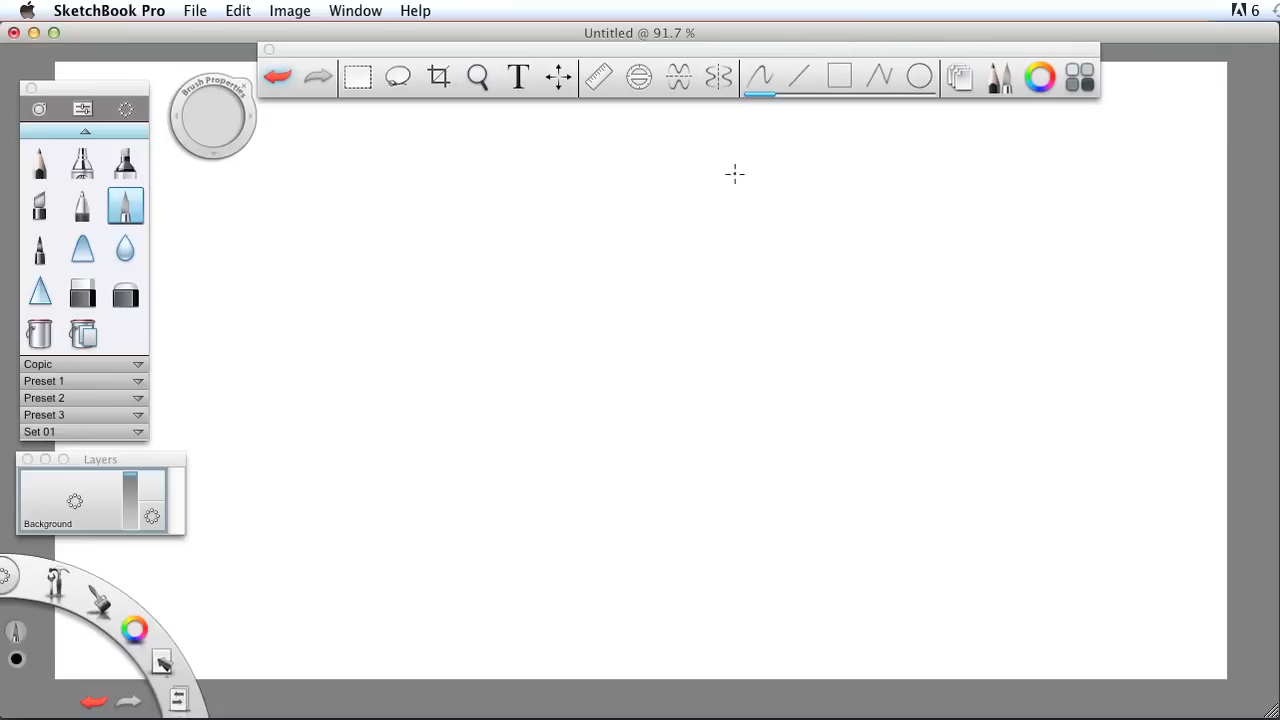 SketchBook Pro File Edit Image Window Help 6
Untitled @ 91.7 %
Brush Properties
T
Copic
Preset 1
Preset 2
Preset 3
Set 01
Layers
Background